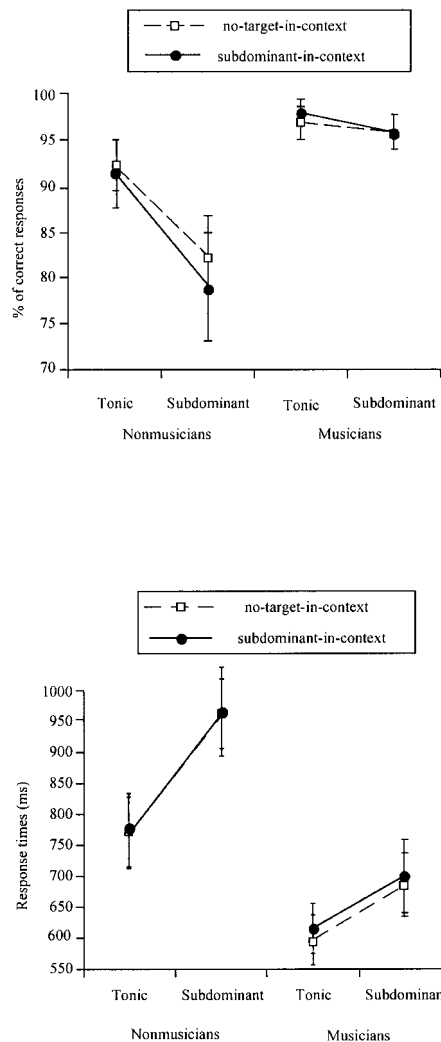 no-target-in-context
subdominant-in-context
% of correct responses
100
95
90
85
80
75
70
Tonic Subdominant Tonic Subdominant
Nonmusicians Musicians
no-target-in-context
subdominant-in-context
Response times (ms)
1000
950
900
850
800
750
700
650
600
550
Tonic Subdominant Tonic Subdominan
Nonmusicians Musicians